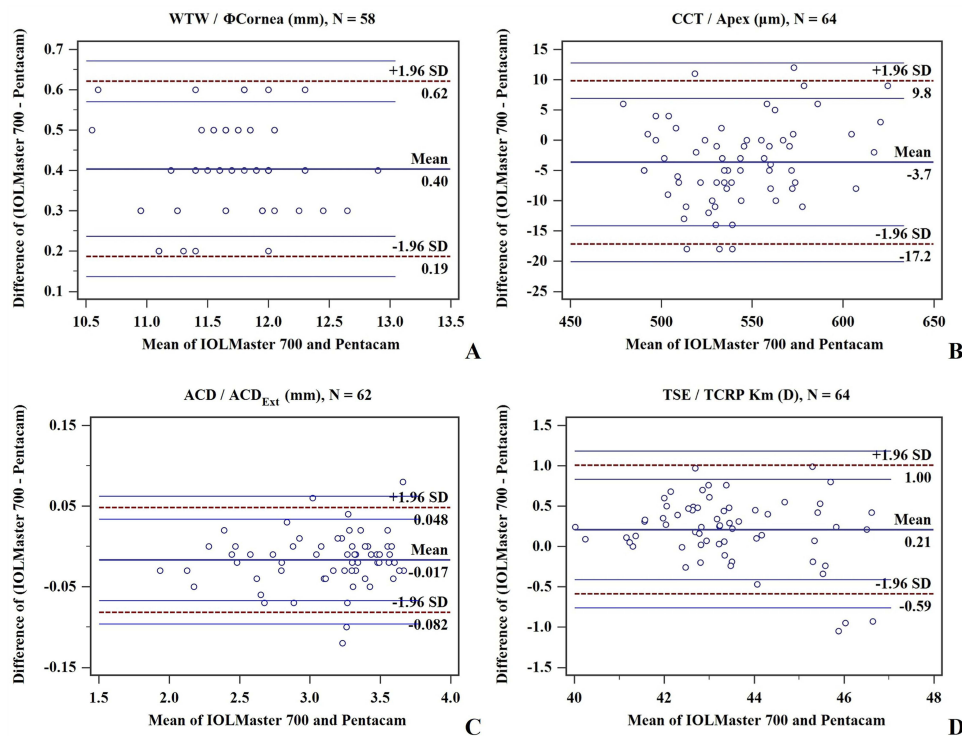 WTW / ΦCornea (mm), N = 58
Difference of (IOLMaster 700 - Pentacam)
0.7
0.6
0.5
0.4
0.3
0.2
0.1
+1.96 SD
0.62
Mean
0.40
-1.96 SD
0.19
10.5 11.0 11.5 12.0 12.5 13.0 13.5
Mean of IOLMaster 700 and Pentacam
A
CCT / Apex (µm), N = 64
Difference of (IOLMaster 700 - Pentacam)
15
10
5
0
-5
-10
-15
-20
-25
+1.96 SD
9.8
Mean
-3.7
-1.96 SD
-17.2
450 500 550 600 650
Mean of IOLMaster 700 and Pentacam
B
ACD / ACDExt (mm), N = 62
Difference of (IOLMaster 700 - Pentacam)
0.15
0.05
-0.05
-0.15
+1.96 SD
0.048
Mean
-0.017
-1.96 SD
-0.082
1.5 2.0 2.5 3.0 3.5 4.0
Mean of IOLMaster 700 and Pentacam
C
TSE / TCRP Km (D), N = 64
Difference of (IOLMaster 700 - Pentacam)
1.5
1.0
0.5
0.0
-0.5
-1.0
-1.5
+1.96 SD
1.00
Mean
0.21
-1.96 SD
-0.59
40 42 44 46 48
Mean of IOLMaster 700 and Pentacam
D